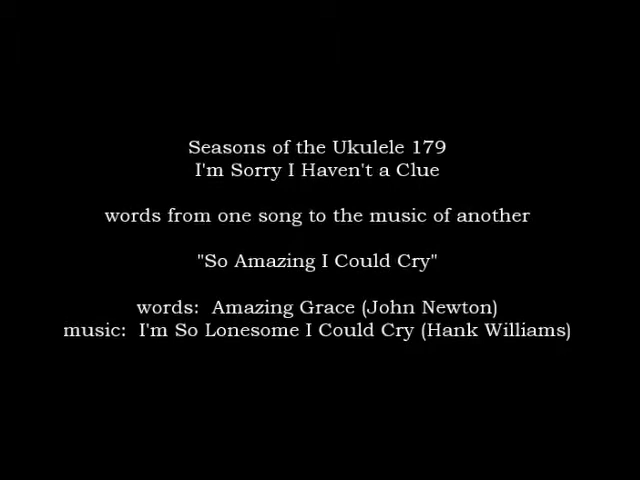 Seasons of the Ukulele 179
I'm Sorry I Haven't a Clue
words from one song to the music of another
"So Amazing I Could Cry"
words:  Amazing Grace (John Newton)
music:  I'm So Lonesome I Could Cry (Hank Williams)